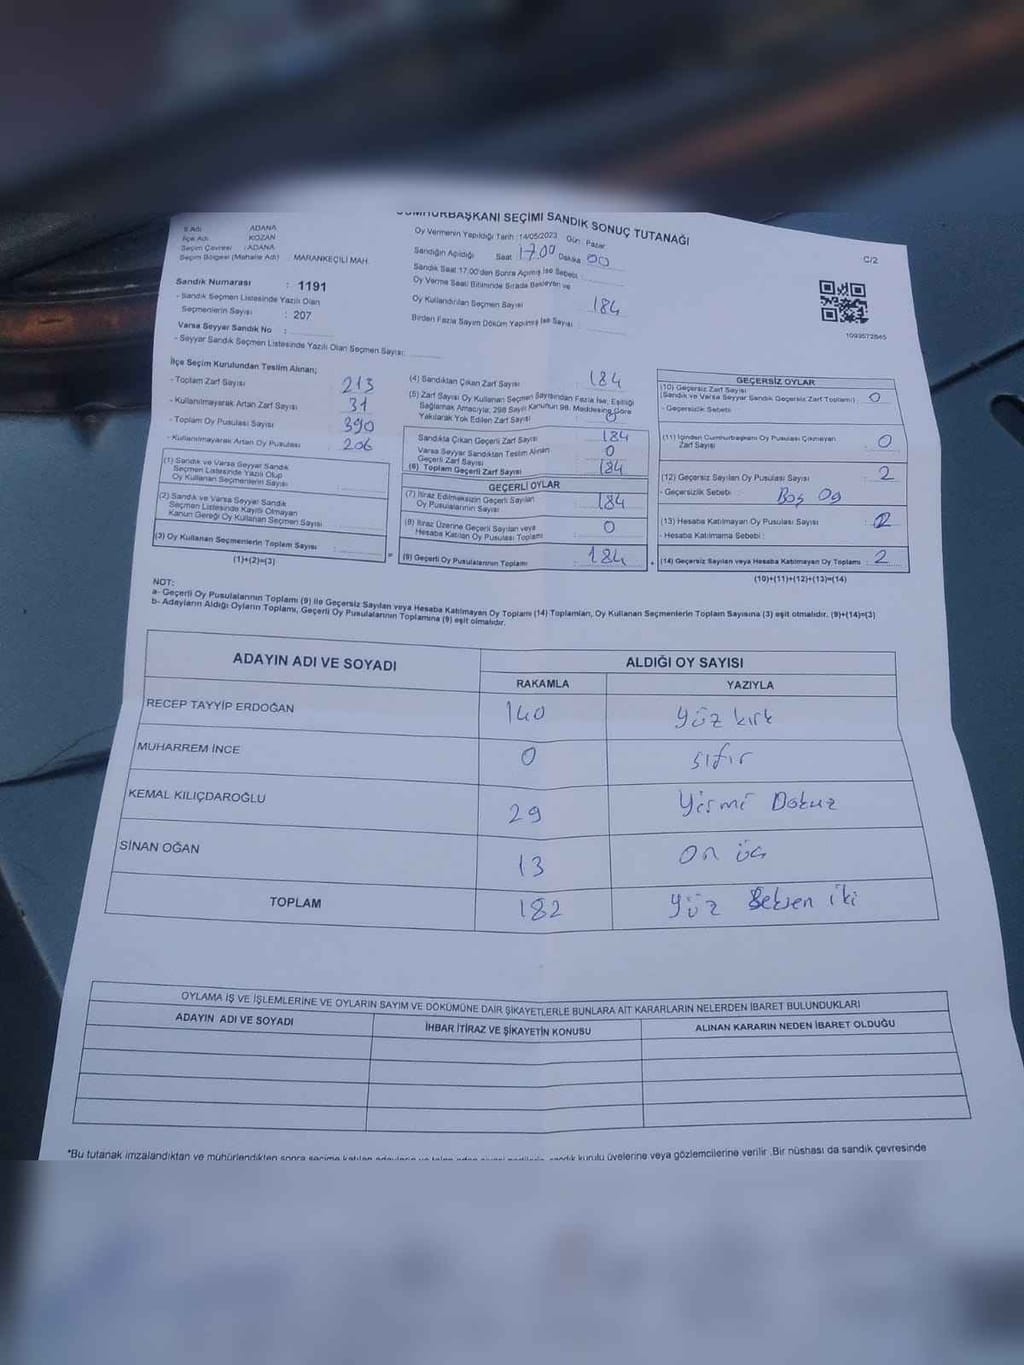 CUMHURBAŞKANI SEÇİMİ SANDIK SONUÇ TUTANAĞI
C/2
İl Adı ADANA
İlçe Adı KOZAN
Seçim Çevresi : ADANA
Seçim Bölgesi (Mahalle Adı) : MARANKEÇİLİ MAH.
Sandık Numarası : 1191
- Sandık Seçmen Listesinde Yazılı Olan
Seçmenlerin Sayısı : 207
Varsa Seyyar Sandık No :
- Seyyar Sandık Seçmen Listesinde Yazılı Olan Seçmen Sayısı:
Oy Vermenin Yapıldığı Tarih :14/05/2023 Gün : Pazar
Sandığın Açıldığı Saat 17.00 Dakika 00
Sandık Saat 17.00'den Sonra Açılmış İse Sebebi :
Oy Verme Saati Bitiminde Sırada Bekleyen ve
Oy Kullandırılan Seçmen Sayısı : 184
Birden Fazla Sayım Döküm Yapılmış İse Sayısı :
1093572845
İlçe Seçim Kurulundan Teslim Alınan;
- Toplam Zarf Sayısı : 213
- Kullanılmayarak Artan Zarf Sayısı : 31
- Toplam Oy Pusulası Sayısı : 390
- Kullanılmayarak Artan Oy Pusulası : 206
(1) Sandık ve Varsa Seyyar Sandık
Seçmen Listesinde Yazılı Olup
Oy Kullanan Seçmenlerin Sayısı :
(2) Sandık ve Varsa Seyyar Sandık
Seçmen Listesinde Kayıtlı Olmayan
Kanun Gereği Oy Kullanan Seçmen Sayısı :
(3) Oy Kullanan Seçmenlerin Toplam Sayısı :
(1)+(2)=(3)
(4) Sandıktan Çıkan Zarf Sayısı : 184
(5) Zarf Sayısı Oy Kullanan Seçmen Sayısından Fazla İse, Eşitliği
Sağlamak Amacıyla; 298 Sayılı Kanunun 98. Maddesine Göre
Yakılarak Yok Edilen Zarf Sayısı : 0
Sandıkta Çıkan Geçerli Zarf Sayısı : 184
Varsa Seyyar Sandıktan Teslim Alınan
Geçerli Zarf Sayısı : 0
(6) Toplam Geçerli Zarf Sayısı : 184
GEÇERLİ OYLAR
(7) İtiraz Edilmeksizin Geçerli Sayılan
Oy Pusulalarının Sayısı : 184
(8) İtiraz Üzerine Geçerli Sayılan veya
Hesaba Katılan Oy Pusulası Toplamı : 0
(9) Geçerli Oy Pusulalarının Toplamı : 184
GEÇERSİZ OYLAR
(10) Geçersiz Zarf Sayısı
(Sandık ve Varsa Seyyar Sandık Geçersiz Zarf Toplamı) : 0
- Geçersizlik Sebebi :
(11) İçinden Cumhurbaşkanı Oy Pusulası Çıkmayan
Zarf Sayısı : 0
(12) Geçersiz Sayılan Oy Pusulası Sayısı : 2
- Geçersizlik Sebebi : Boş Oy
(13) Hesaba Katılmayan Oy Pusulası Sayısı :
- Hesaba Katılmama Sebebi :
(14) Geçersiz Sayılan veya Hesaba Katılmayan Oy Toplamı : 2
(10)+(11)+(12)+(13)=(14)
NOT:
a- Geçerli Oy Pusulalarının Toplamı (9) ile Geçersiz Sayılan veya Hesaba Katılmayan Oy Toplamı (14) Toplamları, Oy Kullanan Seçmenlerin Toplam Sayısına (3) eşit olmalıdır. (9)+(14)=(3)
b- Adayların Aldığı Oyların Toplamı, Geçerli Oy Pusulalarının Toplamına (9) eşit olmalıdır.
ADAYIN ADI VE SOYADI ALDIĞI OY SAYISI
RAKAMLA YAZIYLA
RECEP TAYYİP ERDOĞAN 140 yüz kırk
MUHARREM İNCE 0 sıfır
KEMAL KILIÇDAROĞLU 29 Yirmi Dokuz
SİNAN OĞAN 13 on üç
TOPLAM 182 yüz Seksen iki
OYLAMA İŞ VE İŞLEMLERİNE VE OYLARIN SAYIM VE DÖKÜMÜNE DAİR ŞİKAYETLERLE BUNLARA AİT KARARLARIN NELERDEN İBARET BULUNDUKLARI
ADAYIN ADI VE SOYADI İHBAR İTİRAZ VE ŞİKAYETİN KONUSU ALINAN KARARIN NEDEN İBARET OLDUĞU
*Bu tutanak imzalandıktan ve mühürlendikten sonra seçime katılan sandık kurulu üyelerine veya gözlemcilerine verilir .Bir nüshası da sandık çevresinde